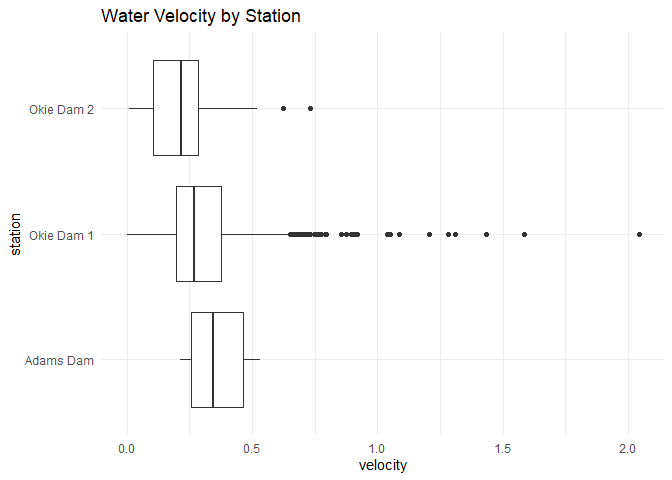 Water Velocity by Station
Okie Dam 2
Okie Dam 1
Adams Dam
station
0.0 0.5 1.0 1.5 2.0
velocity